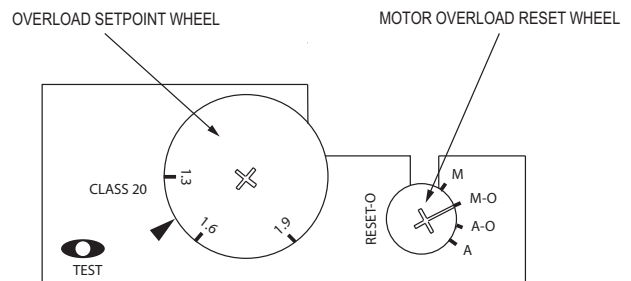 OVERLOAD SETPOINT WHEEL
MOTOR OVERLOAD RESET WHEEL
CLASS 20
1.3
1.6
1.9
TEST
RESET-O
M
M-O
A-O
A